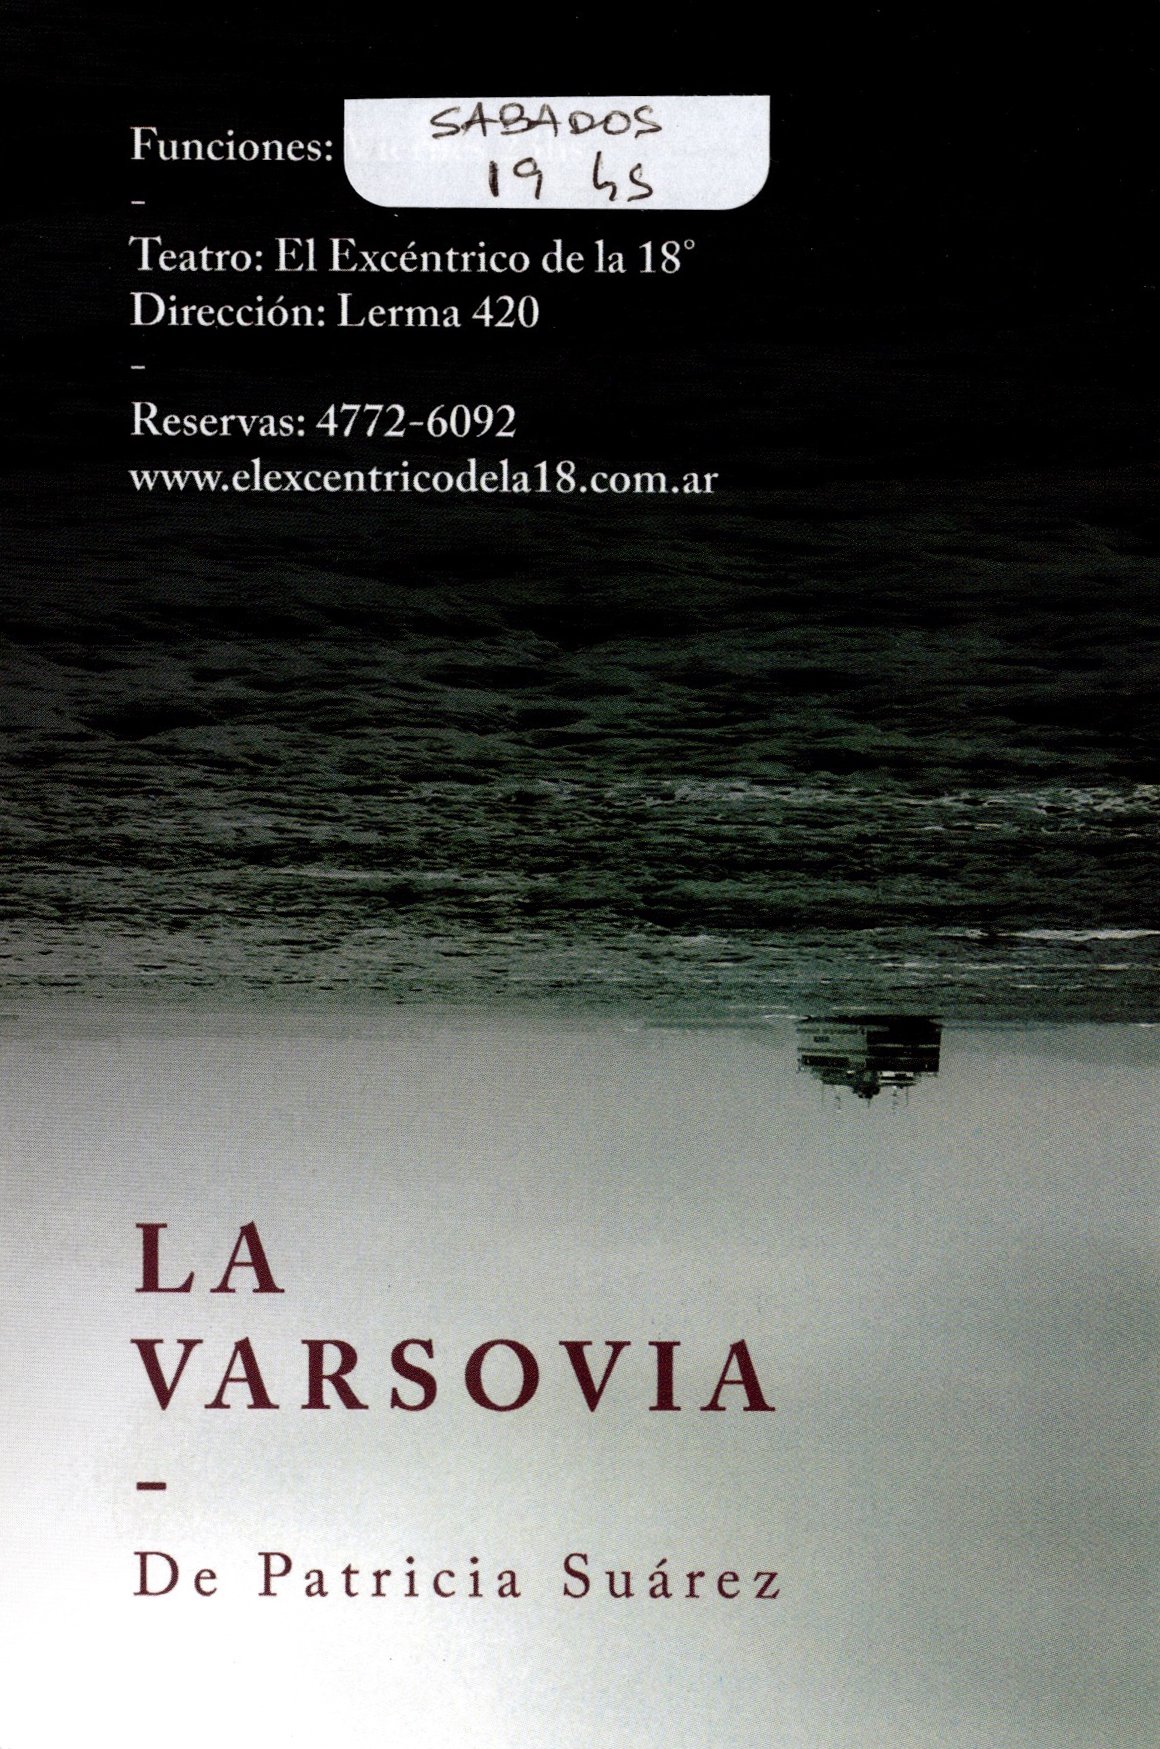 Funciones: SABADOS
19 hs
-
Teatro: El Excéntrico de la 18°
Dirección: Lerma 420
-
Reservas: 4772-6092
www.elexcentricodela18.com.ar
LA
VARSOVIA
-
De Patricia Suárez